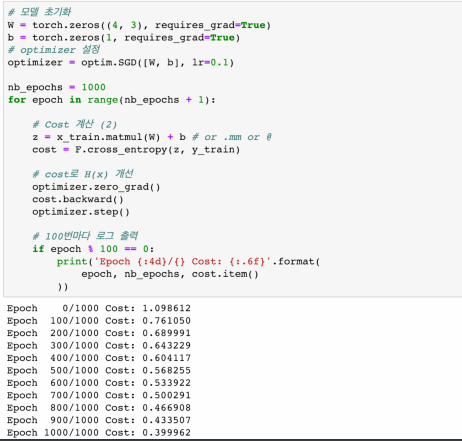 # 모델 초기화
W = torch.zeros((4, 3), requires_grad=True)
b = torch.zeros(1, requires_grad=True)
# optimizer 설정
optimizer = optim.SGD([W, b], lr=0.1)

nb_epochs = 1000
for epoch in range(nb_epochs + 1):

    # Cost 계산 (2)
    z = x_train.matmul(W) + b # or .mm or @
    cost = F.cross_entropy(z, y_train)

    # cost로 H(x) 개선
    optimizer.zero_grad()
    cost.backward()
    optimizer.step()

    # 100번마다 로그 출력
    if epoch % 100 == 0:
        print('Epoch {:4d}/{} Cost: {:.6f}'.format(
            epoch, nb_epochs, cost.item()
        ))
Epoch    0/1000 Cost: 1.098612
Epoch  100/1000 Cost: 0.761050
Epoch  200/1000 Cost: 0.689991
Epoch  300/1000 Cost: 0.643229
Epoch  400/1000 Cost: 0.604117
Epoch  500/1000 Cost: 0.568255
Epoch  600/1000 Cost: 0.533922
Epoch  700/1000 Cost: 0.500291
Epoch  800/1000 Cost: 0.466908
Epoch  900/1000 Cost: 0.433507
Epoch 1000/1000 Cost: 0.399962